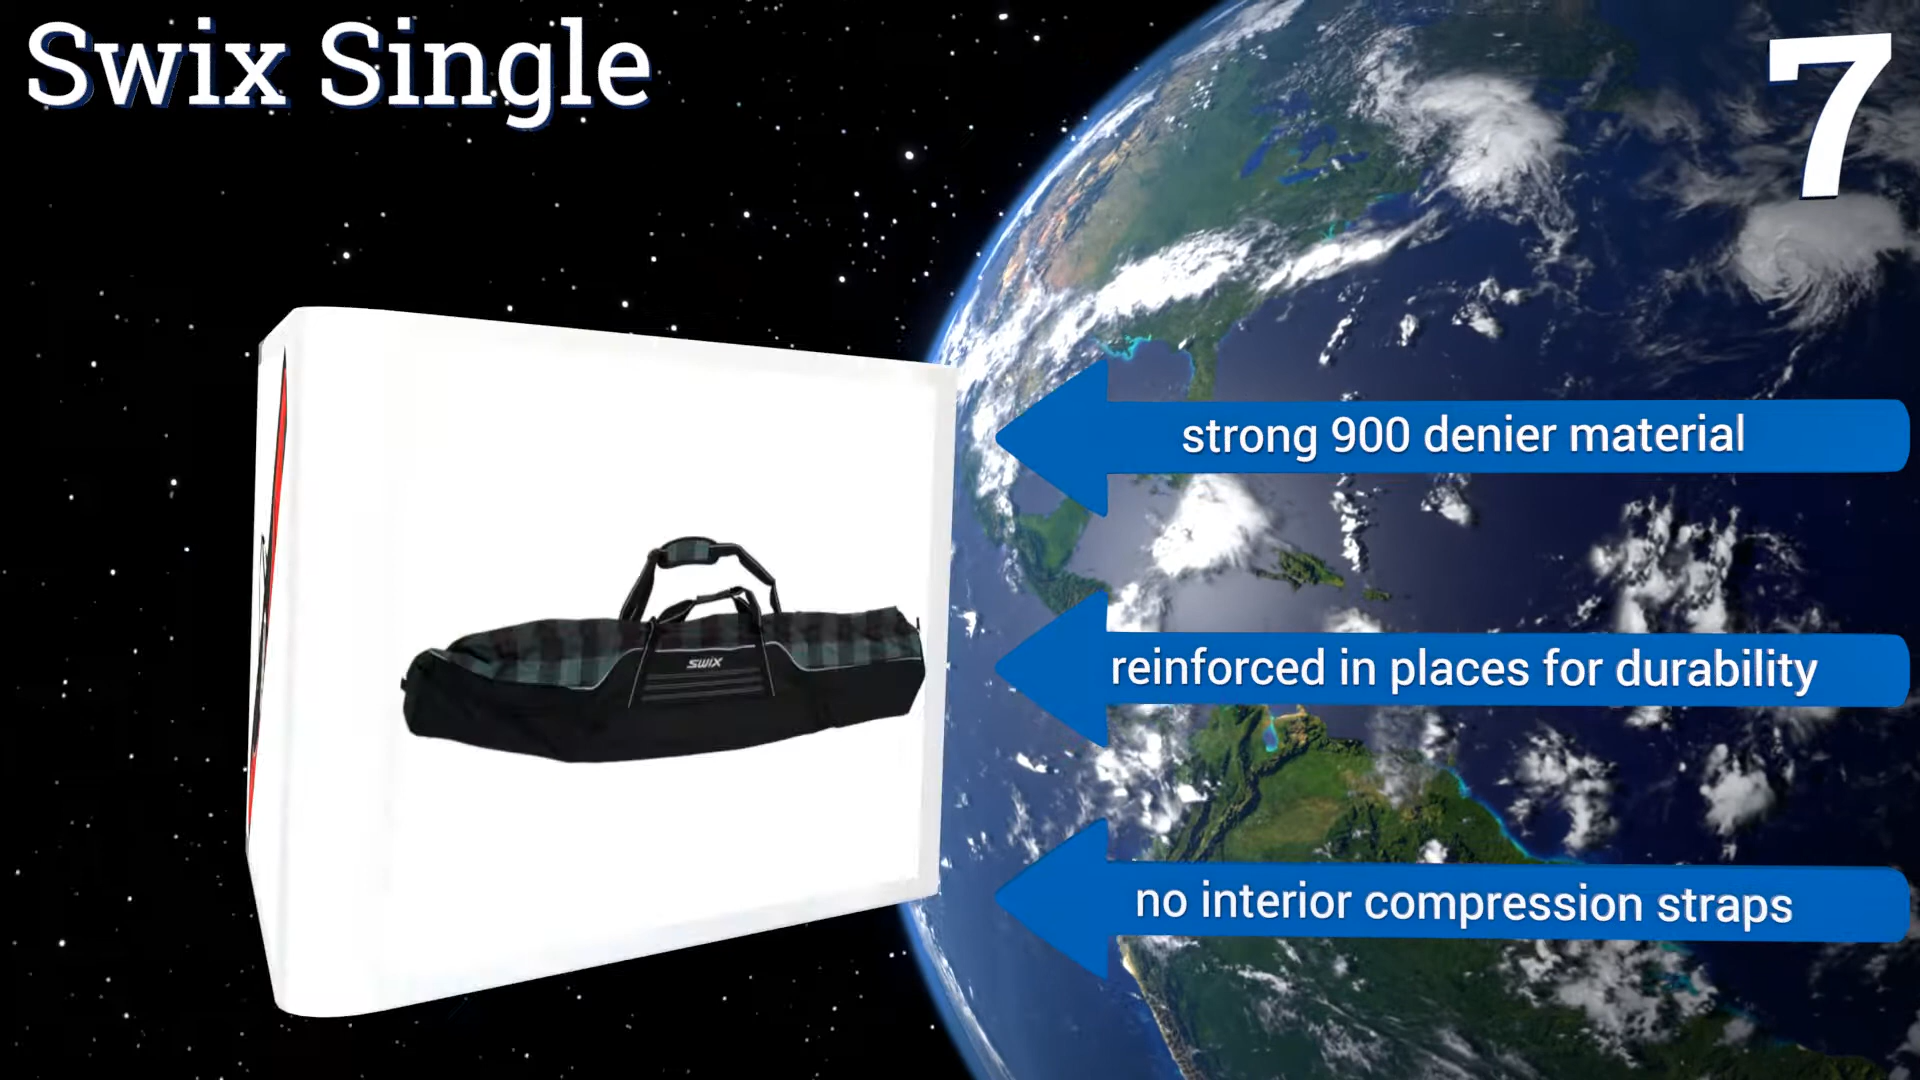 Swix Single
7
strong 900 denier material
swix
reinforced in places for durability
no interior compression straps